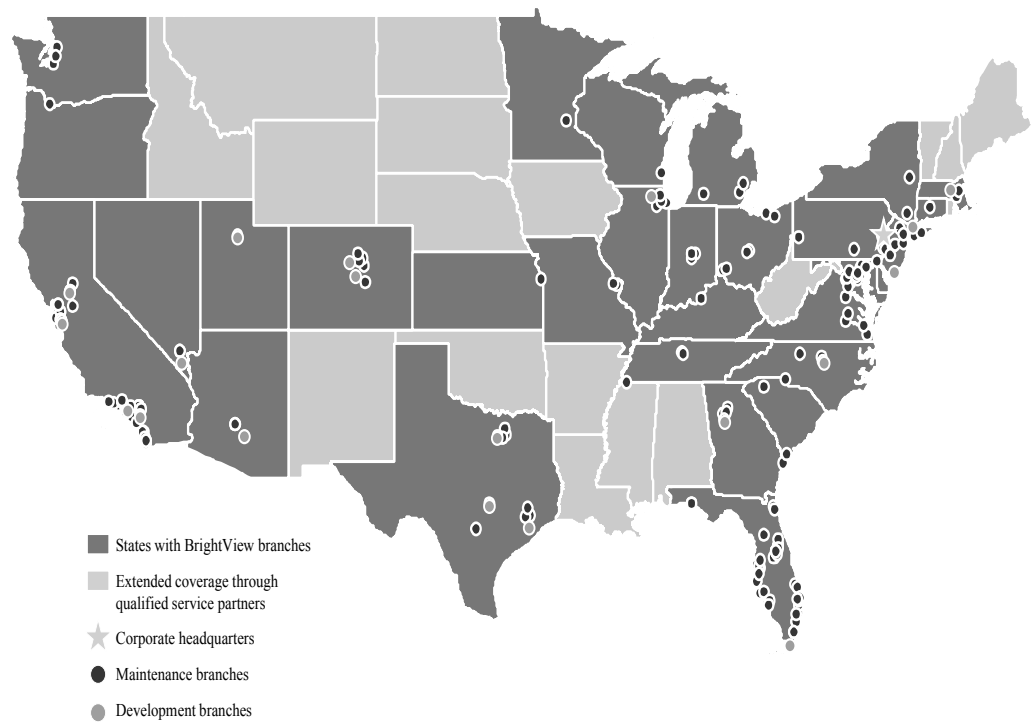 States with BrightView branches
Extended coverage through
qualified service partners
Corporate headquarters
Maintenance branches
Development branches